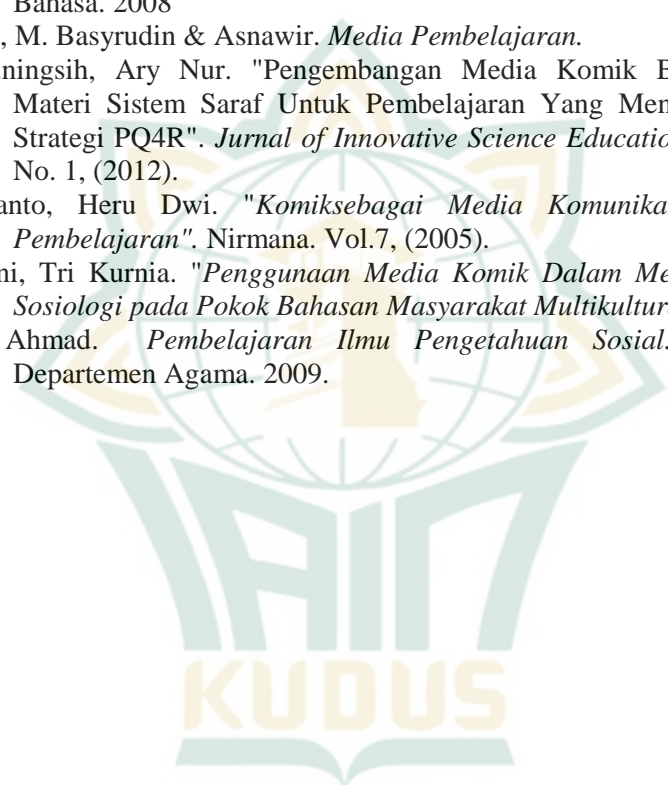 Bahasa. 2008
, M. Basyrudin & Asnawir. Media Pembelajaran.
uningsih, Ary Nur. "Pengembangan Media Komik B
Materi Sistem Saraf Untuk Pembelajaran Yang Men
Strategi PQ4R". Jurnal of Innovative Science Educatio
No. 1, (2012).
anto, Heru Dwi. "Komiksebagai Media Komunika
Pembelajaran". Nirmana. Vol.7, (2005).
ni, Tri Kurnia. "Penggunaan Media Komik Dalam Me
Sosiologi pada Pokok Bahasan Masyarakat Multikultur
Ahmad. Pembelajaran Ilmu Pengetahuan Sosial.
Departemen Agama. 2009.
IAIN
KUDUS